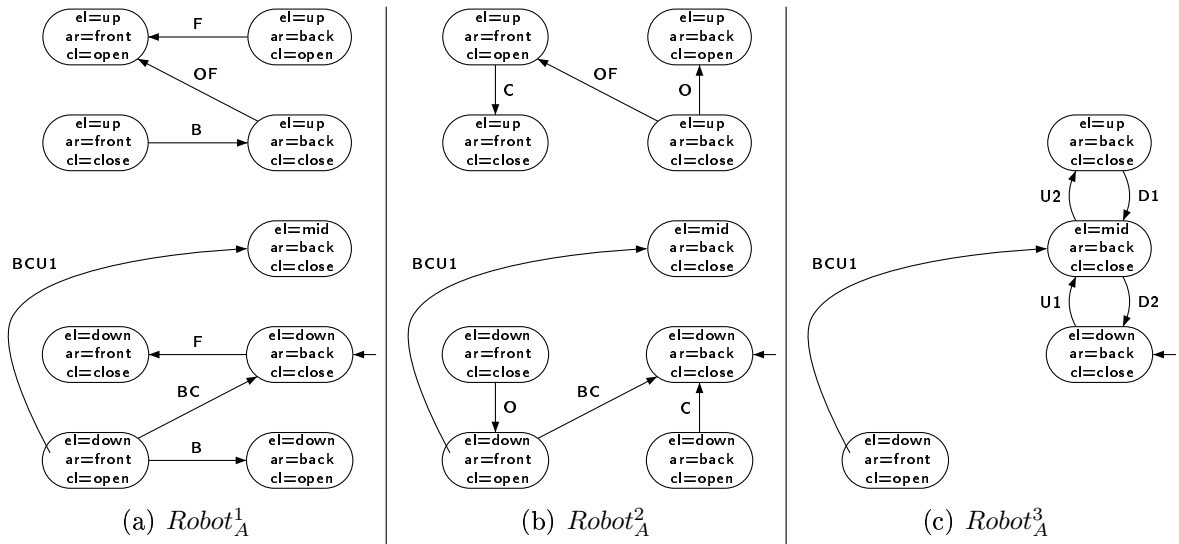 el=up
ar=front
cl=open
F
el=up
ar=back
cl=open
OF
el=up
ar=front
cl=close
B
el=up
ar=back
cl=close
el=mid
ar=back
cl=close
BCU1
el=down
ar=front
cl=close
F
el=down
ar=back
cl=close
BC
el=down
ar=front
cl=open
B
el=down
ar=back
cl=open
(a) Robot¹_A
el=up
ar=front
cl=open
el=up
ar=back
cl=open
OF
C
O
el=up
ar=front
cl=close
el=up
ar=back
cl=close
el=mid
ar=back
cl=close
BCU1
el=down
ar=front
cl=close
el=down
ar=back
cl=close
BC
O
C
el=down
ar=front
cl=open
el=down
ar=back
cl=open
(b) Robot²_A
el=up
ar=back
cl=close
U2
D1
el=mid
ar=back
cl=close
BCU1
U1
D2
el=down
ar=back
cl=close
el=down
ar=front
cl=open
(c) Robot³_A